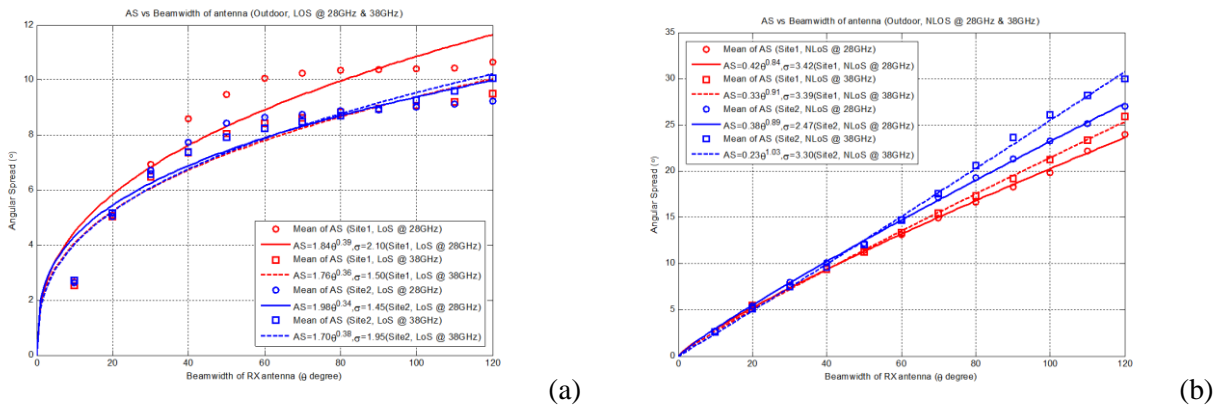 AS vs Beamwidth of antenna (Outdoor, LOS @ 28GHz & 38GHz)
Angular Spread (°)
12
10
8
6
4
2
0
Mean of AS (Site1, LoS @ 28GHz)
AS=1.84θ^0.39,σ=2.10(Site1, LoS @ 28GHz)
Mean of AS (Site1, LoS @ 38GHz)
AS=1.76θ^0.36,σ=1.50(Site1, LoS @ 38GHz)
Mean of AS (Site2, LoS @ 28GHz)
AS=1.98θ^0.34,σ=1.45(Site2, LoS @ 28GHz)
Mean of AS (Site2, LoS @ 38GHz)
AS=1.70θ^0.38,σ=1.95(Site2, LoS @ 38GHz)
0 20 40 60 80 100 120
Beamwidth of RX antenna (θ degree)
(a)
AS vs Beamwidth of antenna (Outdoor, NLOS @ 28GHz & 38GHz)
Angular Spread (°)
35
30
25
20
15
10
5
0
Mean of AS (Site1, NLoS @ 28GHz)
AS=0.42θ^0.84,σ=3.42(Site1, NLoS @ 28GHz)
Mean of AS (Site1, NLoS @ 38GHz)
AS=0.33θ^0.91,σ=3.39(Site1, NLoS @ 38GHz)
Mean of AS (Site2, NLoS @ 28GHz)
AS=0.38θ^0.89,σ=2.47(Site2, NLoS @ 28GHz)
Mean of AS (Site2, NLoS @ 38GHz)
AS=0.23θ^1.03,σ=3.30(Site2, NLoS @ 38GHz)
0 20 40 60 80 100 120
Beamwidth of RX antenna (θ degree)
(b)